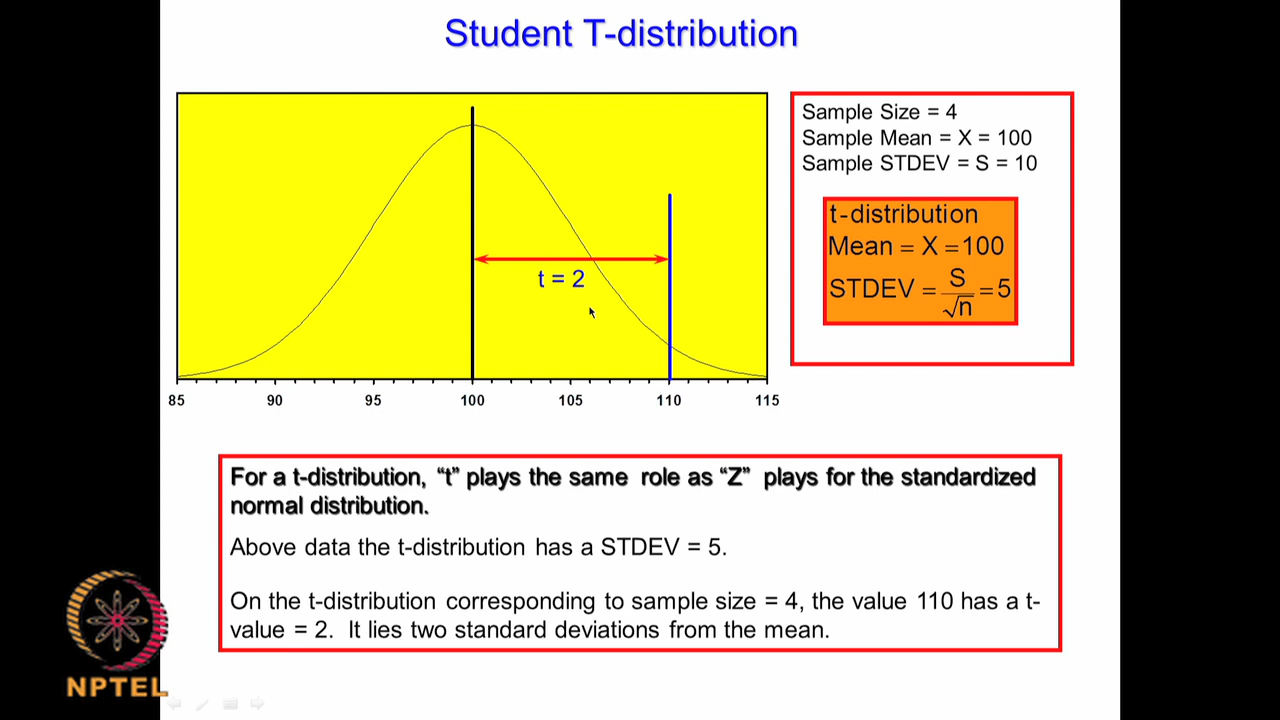 Student T-distribution
Sample Size = 4
Sample Mean = X = 100
Sample STDEV = S = 10
t-distribution
Mean = X = 100
STDEV = S/√n = 5
t = 2
85 90 95 100 105 110 115
For a t-distribution, “t” plays the same role as “Z” plays for the standardized
normal distribution.
Above data the t-distribution has a STDEV = 5.
On the t-distribution corresponding to sample size = 4, the value 110 has a t-
value = 2. It lies two standard deviations from the mean.
NPTEL